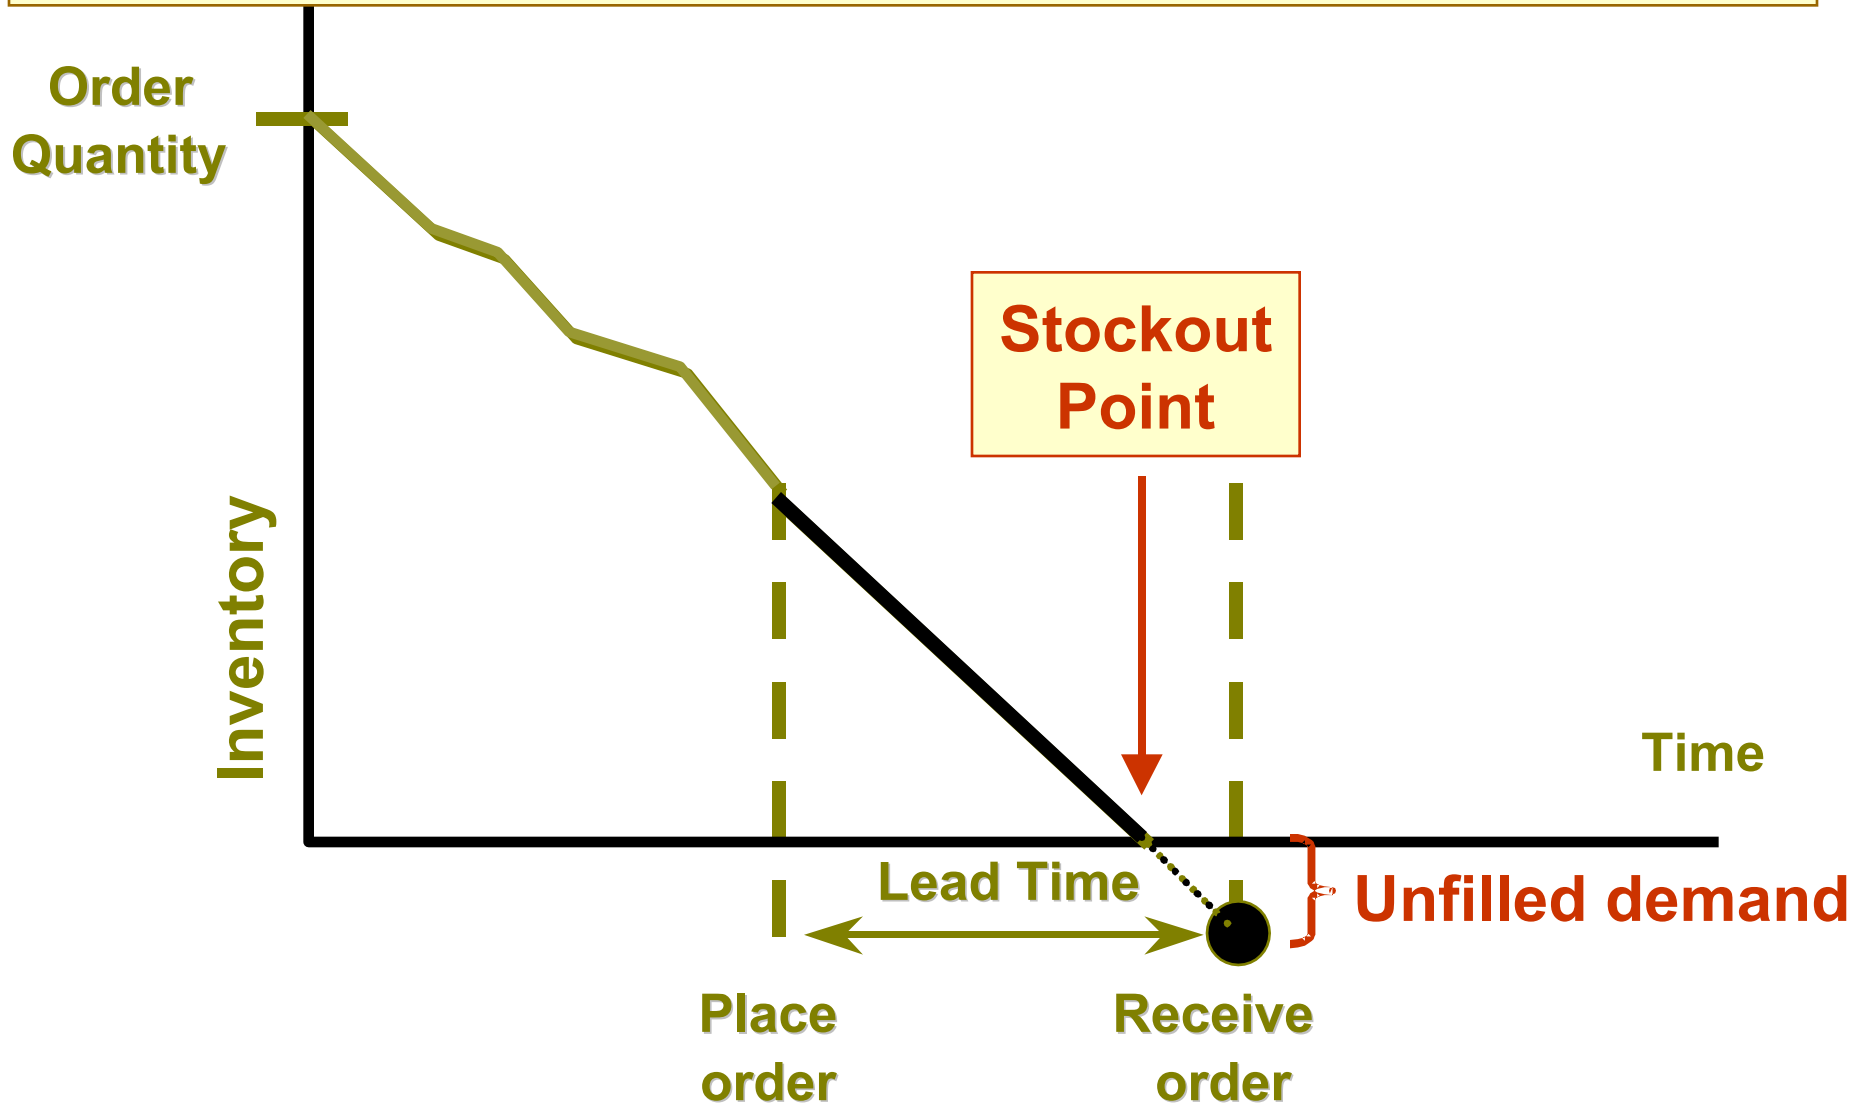 Order
Quantity
Stockout
Point
Inventory
Time
Lead Time
Unfilled demand
Place
order
Receive
order